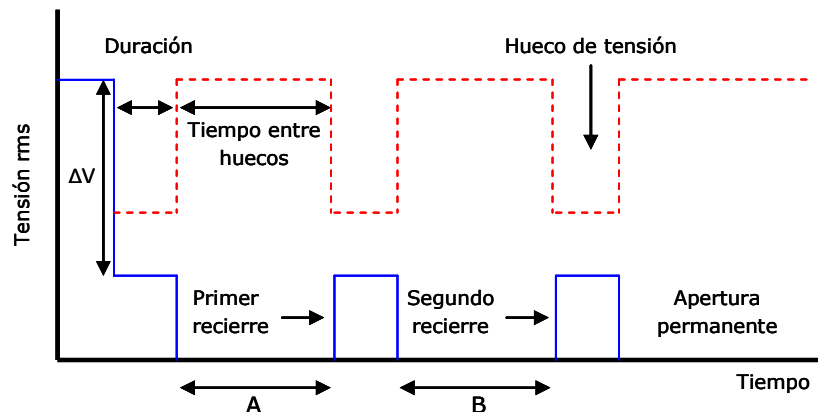 Duración
Hueco de tensión
Tiempo entre
huecos
ΔV
Tensión rms
Primer
recierre
Segundo
recierre
Apertura
permanente
Tiempo
A
B